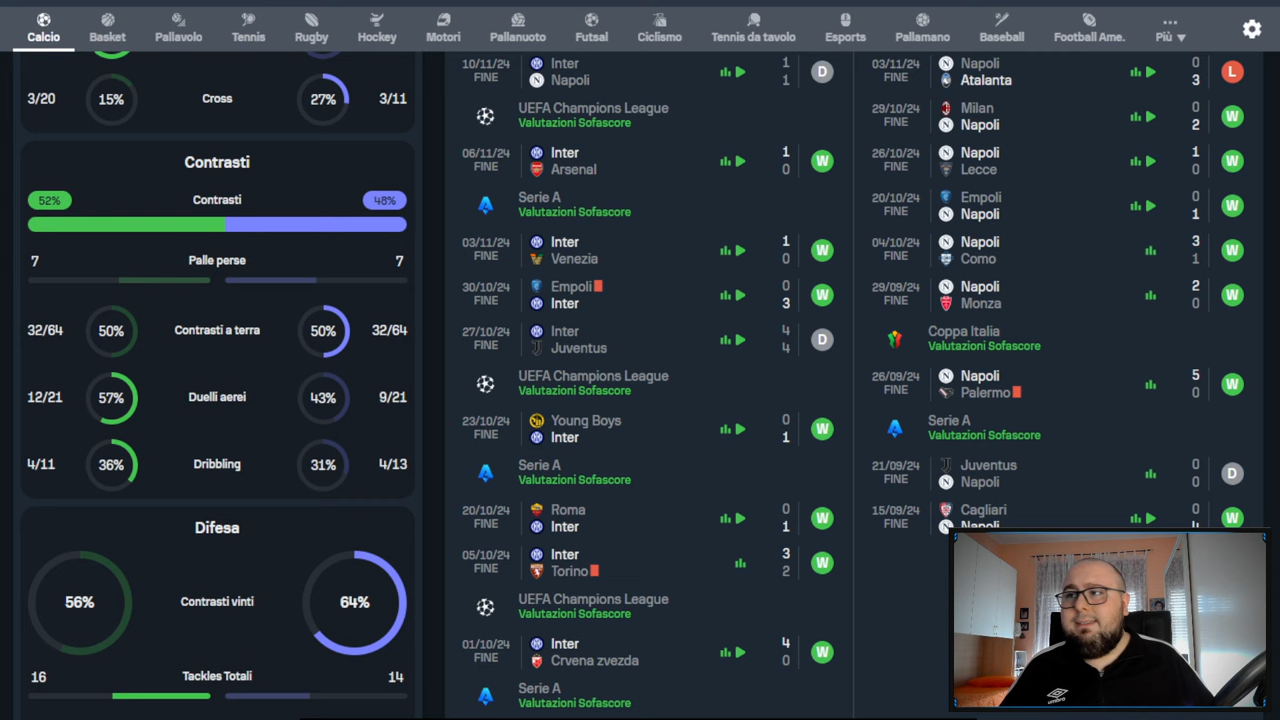 Calcio
Basket
Pallavolo
Tennis
Rugby
Hockey
Motori
Pallanuoto
Futsal
Ciclismo
Tennis da tavolo
Esports
Pallamano
Baseball
Football Ame.
Più ▼
3/20 15% Cross 27% 3/11
Contrasti
52% Contrasti 48%
7 Palle perse 7
32/64 50% Contrasti a terra 50% 32/64
12/21 57% Duelli aerei 43% 9/21
4/11 36% Dribbling 31% 4/13
Difesa
56% Contrasti vinti 64%
16 Tackles Totali 14
10/11/24 Inter 1
FINE Napoli 1 D
UEFA Champions League
Valutazioni Sofascore
06/11/24 Inter 1
FINE Arsenal 0 W
Serie A
Valutazioni Sofascore
03/11/24 Inter 1
FINE Venezia 0 W
30/10/24 Empoli 0
FINE Inter 3 W
27/10/24 Inter 4
FINE Juventus 4 D
UEFA Champions League
Valutazioni Sofascore
23/10/24 Young Boys 0
FINE Inter 1 W
Serie A
Valutazioni Sofascore
20/10/24 Roma 0
FINE Inter 1 W
05/10/24 Inter 3
FINE Torino 2 W
UEFA Champions League
Valutazioni Sofascore
01/10/24 Inter 4
FINE Crvena zvezda 0 W
Serie A
Valutazioni Sofascore
03/11/24 Napoli 0
FINE Atalanta 3 L
29/10/24 Milan 0
FINE Napoli 2 W
26/10/24 Napoli 1
FINE Lecce 0 W
20/10/24 Empoli 0
FINE Napoli 1 W
04/10/24 Napoli 3
FINE Como 1 W
29/09/24 Napoli 2
FINE Monza 0 W
Coppa Italia
Valutazioni Sofascore
26/09/24 Napoli 5
FINE Palermo 0 W
Serie A
Valutazioni Sofascore
21/09/24 Juventus 0
FINE Napoli 0 D
15/09/24 Cagliari 0
FINE Napoli 4 W
umbro